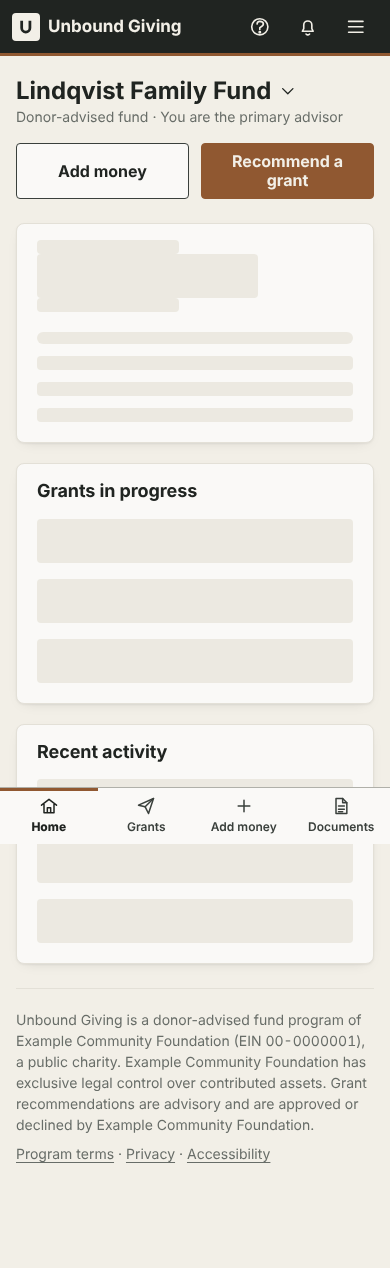 U Unbound Giving
Lindqvist Family Fund
Donor-advised fund · You are the primary advisor
Add money
Recommend a
grant
Grants in progress
Recent activity
Home Grants Add money Documents
Unbound Giving is a donor-advised fund program of
Example Community Foundation (EIN 00-0000001),
a public charity. Example Community Foundation has
exclusive legal control over contributed assets. Grant
recommendations are advisory and are approved or
declined by Example Community Foundation.
Program terms · Privacy · Accessibility